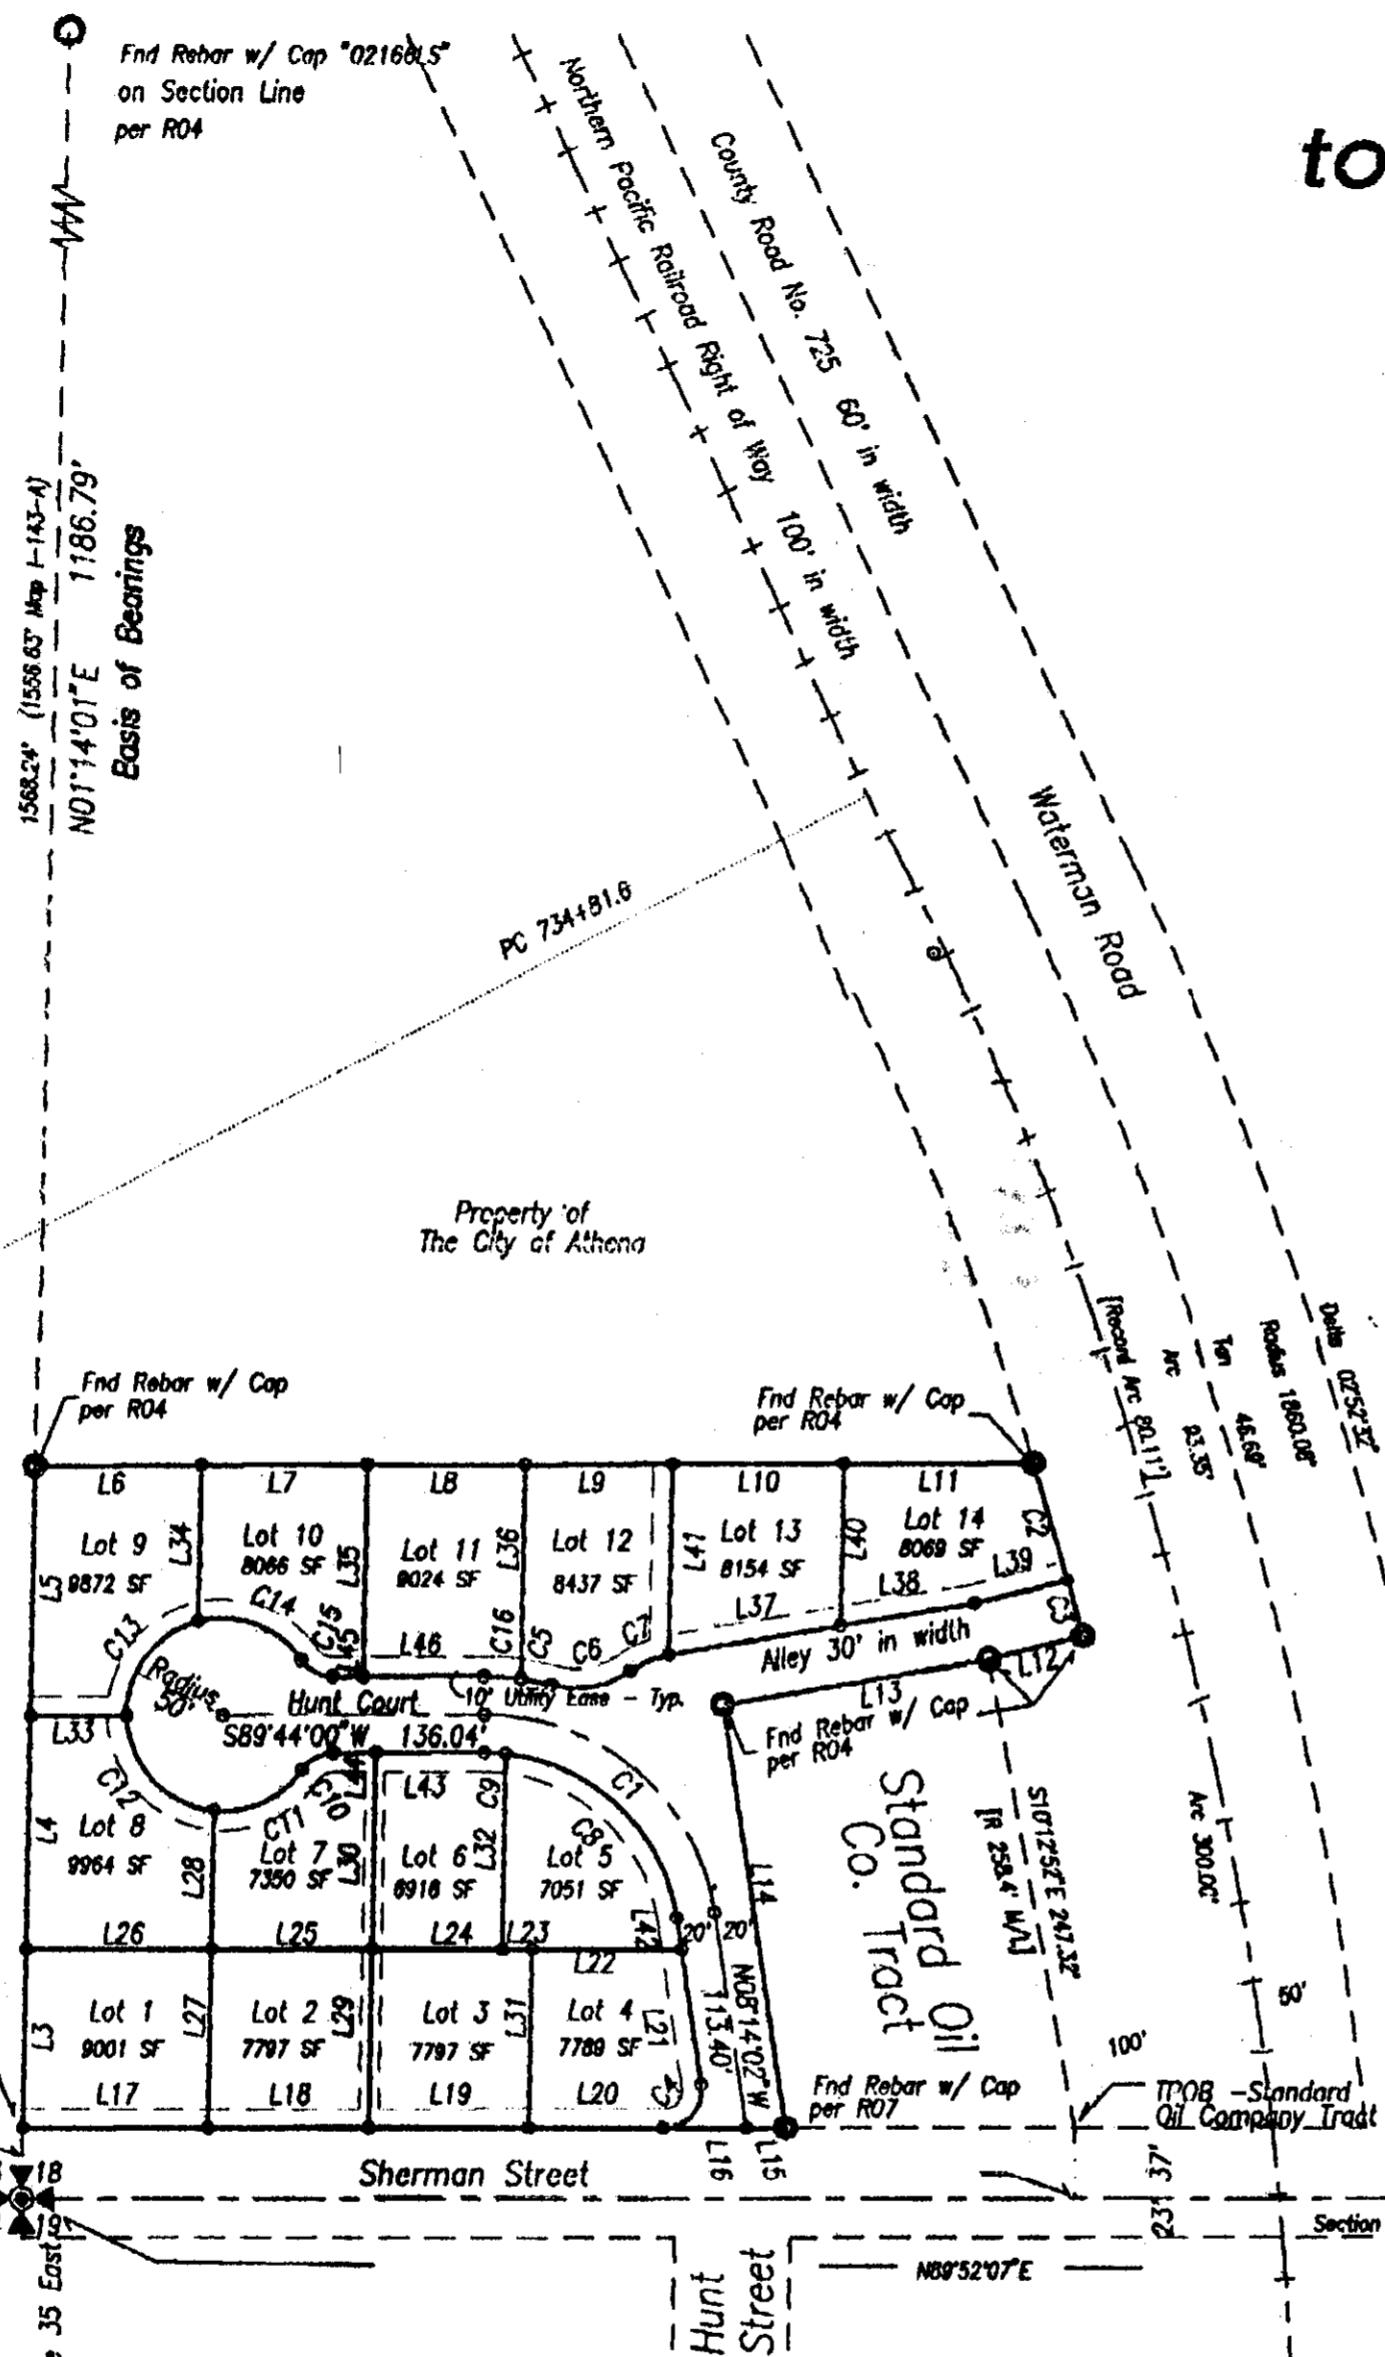 Fnd Rebar w/ Cap "02166LS"
on Section Line
per R04
to
Northern Pacific Railroad Right of Way 100' in width
County Road No. 725 60' in width
1568.24' (1556.63' Map I-143-A)
N01°14'01"E 1186.79'
Basis of Bearings
Waterman Road
PC 734+81.6
Property of
The City of Athena
Delta 02°52'32"
Radius 1860.08'
Tan 46.69'
Arc 93.35'
[Record Arc 80.11']
Fnd Rebar w/ Cap
per R04
Fnd Rebar w/ Cap
per R04
L6
L7
L8
L9
L10
L11
Lot 9
9872 SF
L5
L34
Lot 10
8066 SF
L35
Lot 11
9024 SF
L36
Lot 12
8437 SF
L41
Lot 13
8154 SF
L40
Lot 14
8069 SF
C2
L39
L38
L37
C3
C13
C14
C15
L45
L46
C16
C5
C6
C7
Alley 30' in width
L12
L13
Radius
50'
Hunt Court
10' Utility Ease - Typ.
L33
S89°44'00"W 136.04'
Fnd Rebar w/ Cap
per R04
C12
C11
C10
L44
L43
C9
C8
C1
L4
Lot 8
9964 SF
L28
Lot 7
7350 SF
L30
Lot 6
6916 SF
L32
Lot 5
7051 SF
L42
20'
20'
L14
Standard Oil
Co. Tract
S10°12'52"E 247.32'
[R 258.4' M/L]
Arc 300.00'
L26
L25
L24
L23
L22
L3
Lot 1
9001 SF
L27
Lot 2
7797 SF
L29
Lot 3
7797 SF
L31
Lot 4
7789 SF
L21
113.40'
N08°14'02"W
50'
100'
L17
L18
L19
L20
Fnd Rebar w/ Cap
per R07
TPOB -Standard
Oil Company Tract
L16
L15
18
19
Sherman Street
37'
231
Section
Hunt
Street
N89°52'07"E
35 East